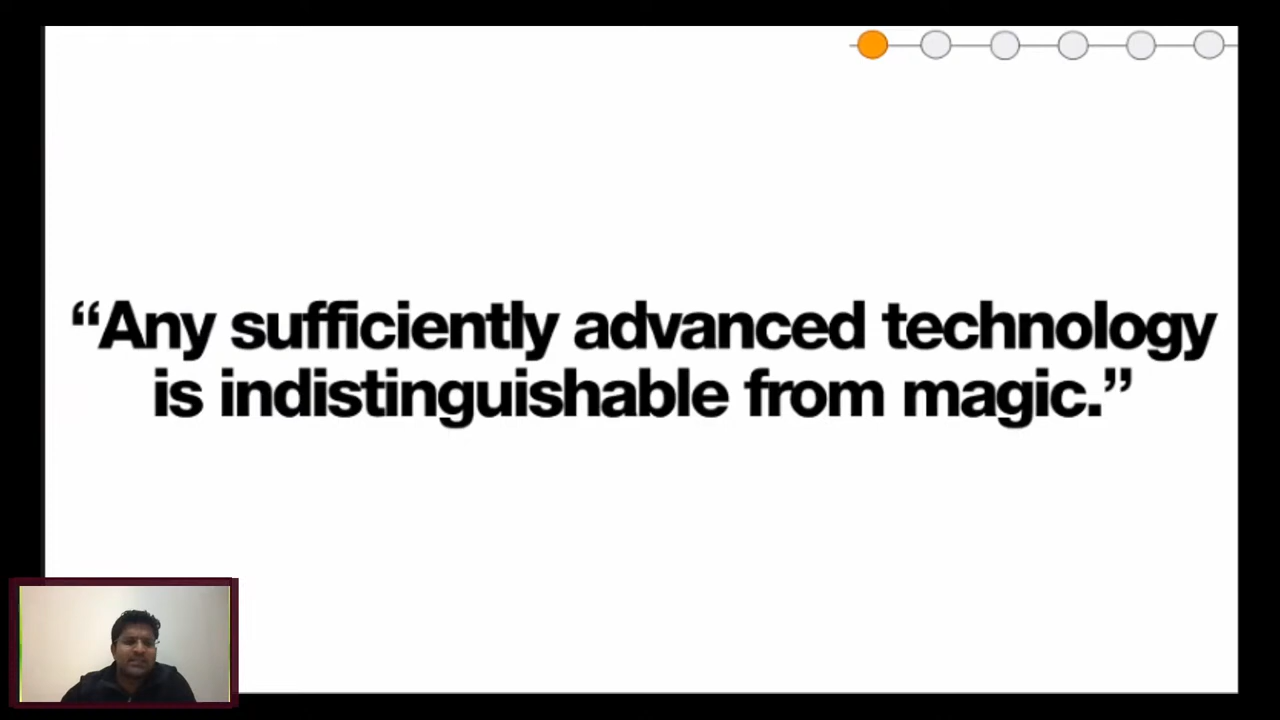 “Any sufficiently advanced technology
is indistinguishable from magic.”